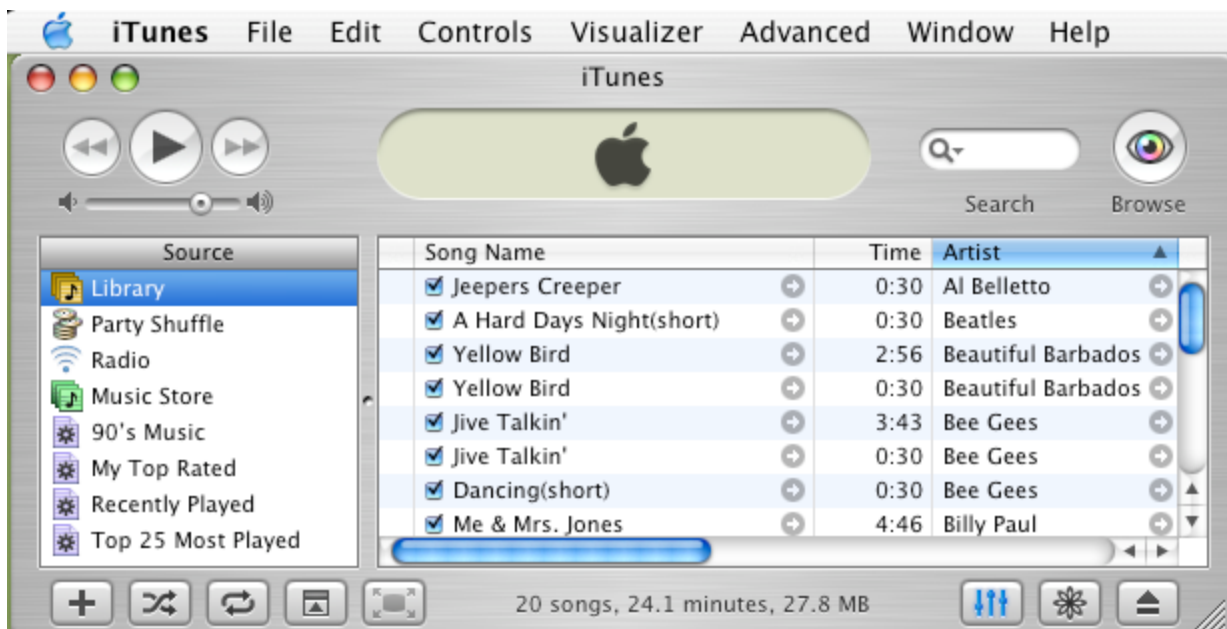 iTunes File Edit Controls Visualizer Advanced Window Help
iTunes
Search Browse
Source
Library
Party Shuffle
Radio
Music Store
90's Music
My Top Rated
Recently Played
Top 25 Most Played
Song Name Time Artist
Jeepers Creeper 0:30 Al Belletto
A Hard Days Night(short) 0:30 Beatles
Yellow Bird 2:56 Beautiful Barbados
Yellow Bird 0:30 Beautiful Barbados
Jive Talkin' 3:43 Bee Gees
Jive Talkin' 0:30 Bee Gees
Dancing(short) 0:30 Bee Gees
Me & Mrs. Jones 4:46 Billy Paul
20 songs, 24.1 minutes, 27.8 MB